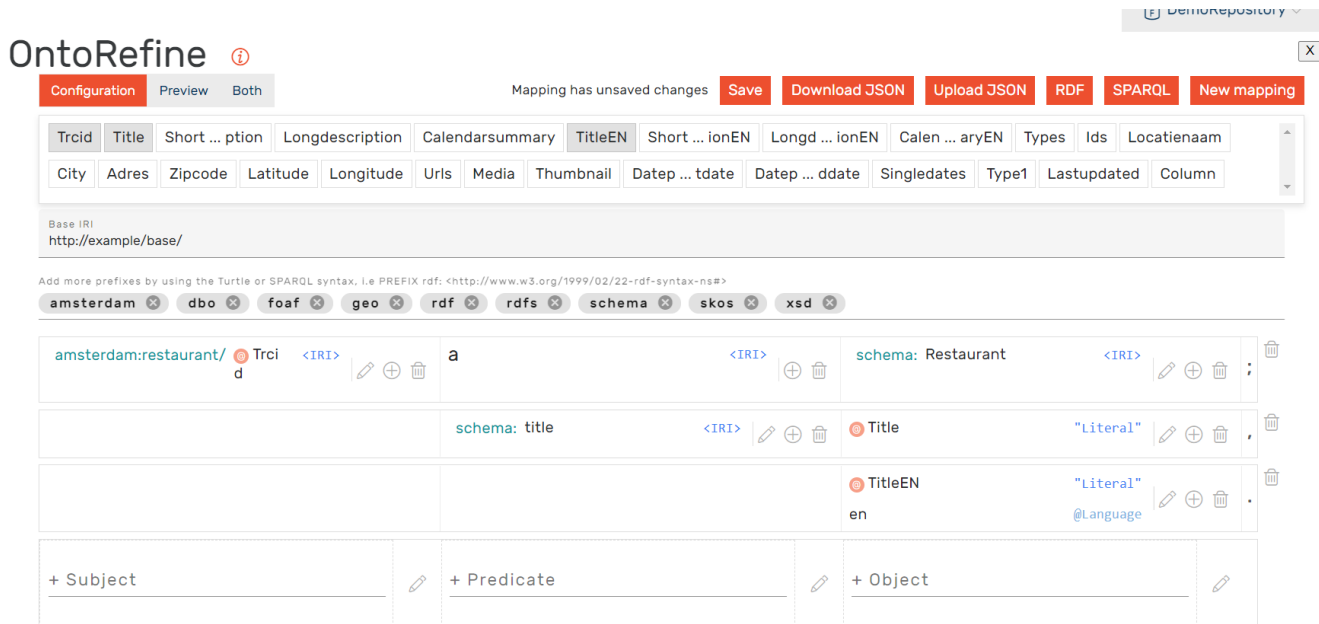 DemoRepository
OntoRefine
X
Configuration Preview Both Mapping has unsaved changes Save Download JSON Upload JSON RDF SPARQL New mapping
Trcid Title Short ... ption Longdescription Calendarsummary TitleEN Short ... ionEN Longd ... ionEN Calen ... aryEN Types Ids Locatienaam
City Adres Zipcode Latitude Longitude Urls Media Thumbnail Datep ... tdate Datep ... ddate Singledates Type1 Lastupdated Column
Base IRI
http://example/base/
Add more prefixes by using the Turtle or SPARQL syntax, i.e PREFIX rdf: <http://www.w3.org/1999/02/22-rdf-syntax-ns#>
amsterdam dbo foaf geo rdf rdfs schema skos xsd
amsterdam:restaurant/ @ Trci <IRI> a <IRI> schema: Restaurant <IRI> ;
d
schema: title <IRI> @ Title "Literal" ,
@ TitleEN "Literal" .
en @Language
+ Subject + Predicate + Object